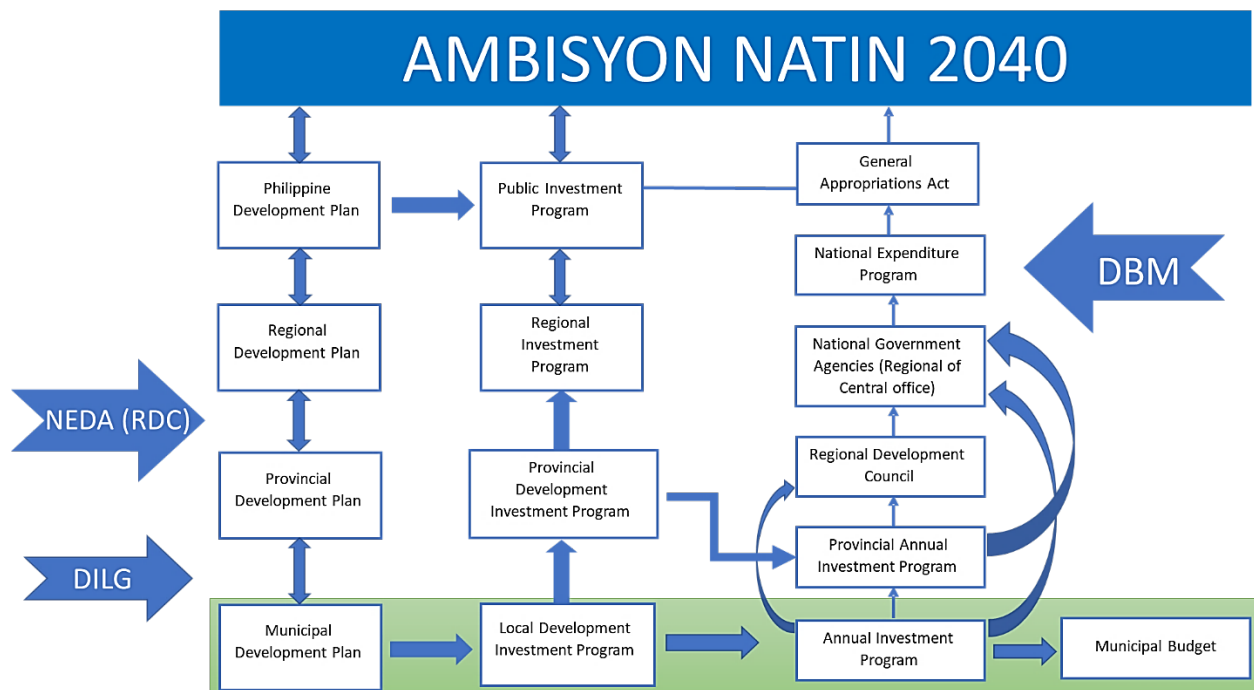 AMBISYON NATIN 2040
Philippine
Development Plan
Public Investment
Program
General
Appropriations Act
National Expenditure
Program
DBM
Regional
Development Plan
Regional
Investment
Program
National Government
Agencies (Regional of
Central office)
NEDA (RDC)
Provincial
Development Plan
Provincial
Development
Investment Program
Regional Development
Council
Provincial Annual
Investment Program
DILG
Municipal
Development Plan
Local Development
Investment Program
Annual Investment
Program
Municipal Budget